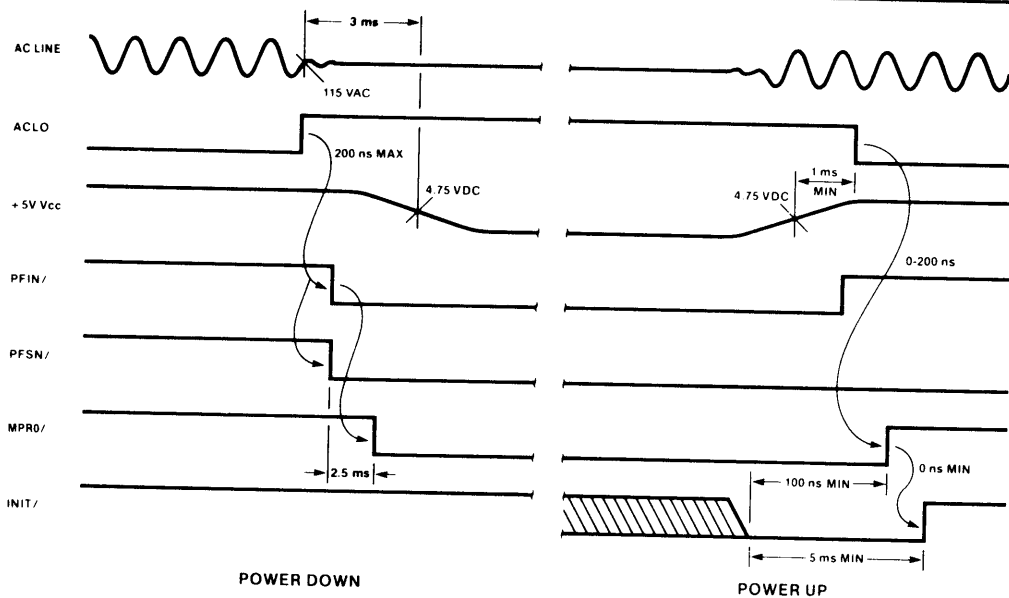 3 ms
AC LINE
115 VAC
ACLO
200 ns MAX
1 ms
MIN
+5V Vcc
4.75 VDC
4.75 VDC
0-200 ns
PFIN/
PFSN/
MPR0/
2.5 ms
0 ns MIN
100 ns MIN
INIT/
5 ms MIN
POWER DOWN
POWER UP